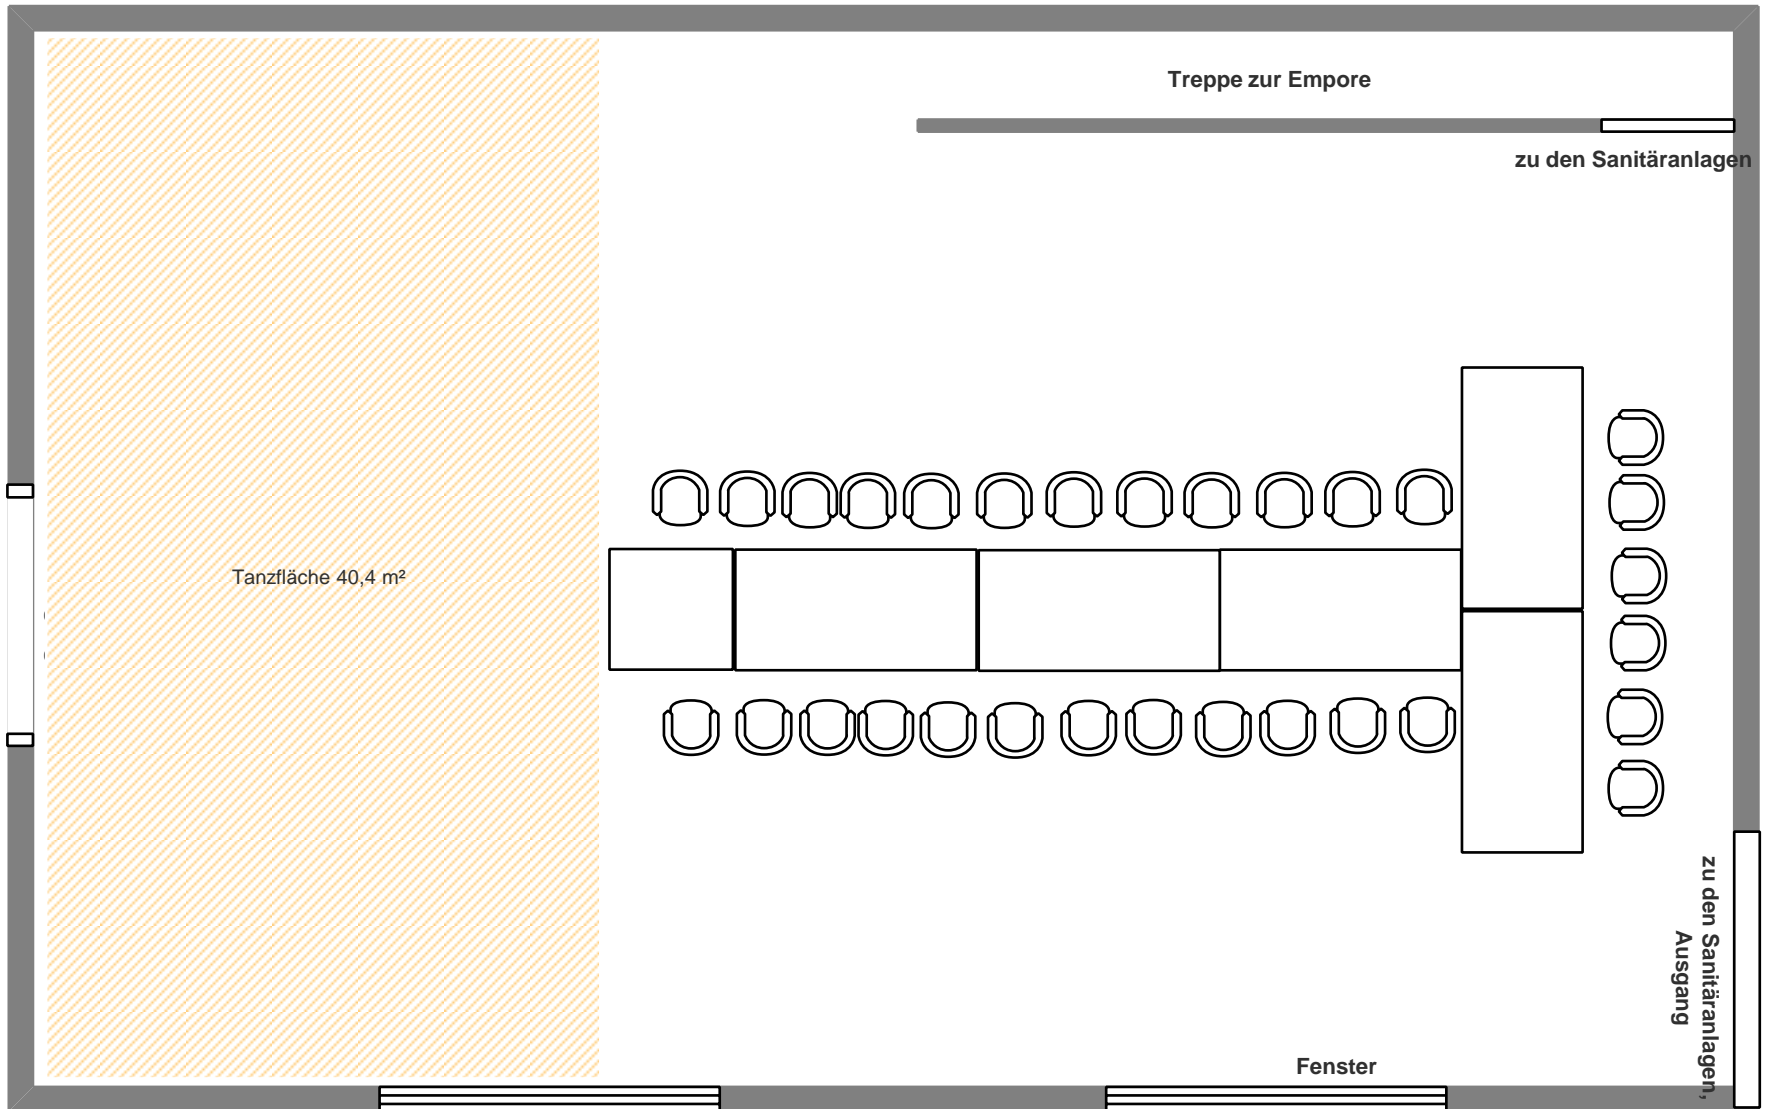 Treppe zur Empore
zu den Sanitäranlagen
Tanzfläche 40,4 m²
zu den Sanitäranlagen,
Ausgang
Fenster